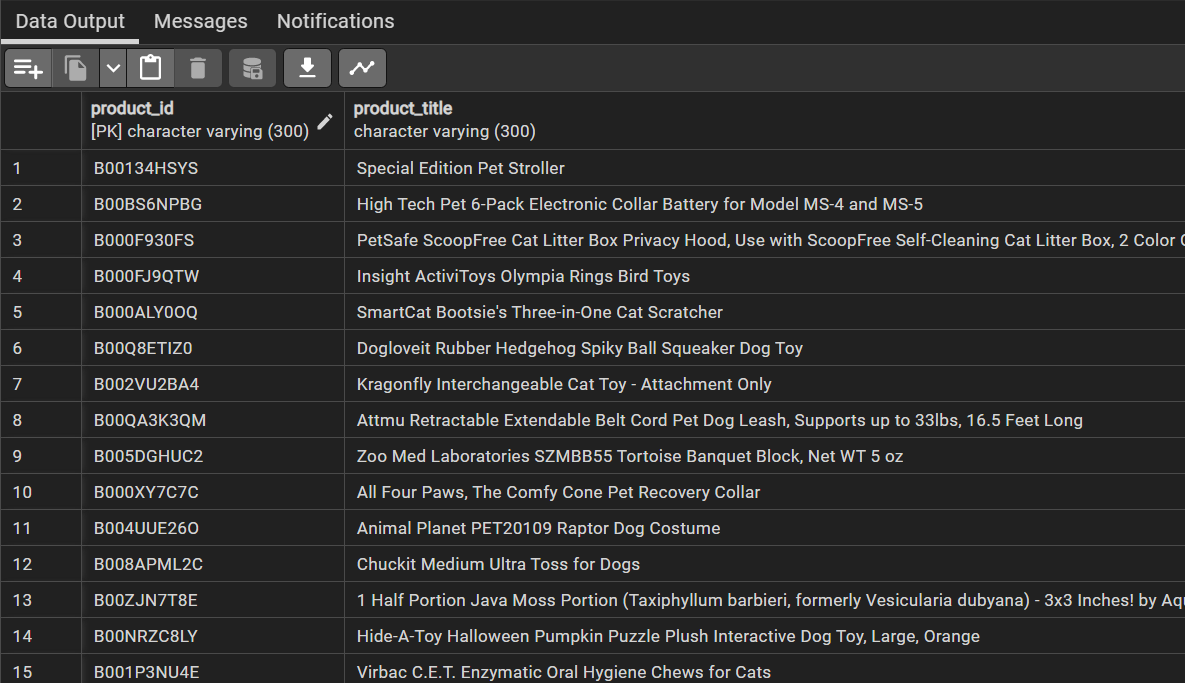 Data Output Messages Notifications
product_id product_title
[PK] character varying (300) character varying (300)
1 B00134HSYS Special Edition Pet Stroller
2 B00BS6NPBG High Tech Pet 6-Pack Electronic Collar Battery for Model MS-4 and MS-5
3 B000F930FS PetSafe ScoopFree Cat Litter Box Privacy Hood, Use with ScoopFree Self-Cleaning Cat Litter Box, 2 Color
4 B000FJ9QTW Insight ActiviToys Olympia Rings Bird Toys
5 B000ALY0OQ SmartCat Bootsie's Three-in-One Cat Scratcher
6 B00Q8ETIZ0 Dogloveit Rubber Hedgehog Spiky Ball Squeaker Dog Toy
7 B002VU2BA4 Kragonfly Interchangeable Cat Toy - Attachment Only
8 B00QA3K3QM Attmu Retractable Extendable Belt Cord Pet Dog Leash, Supports up to 33lbs, 16.5 Feet Long
9 B005DGHUC2 Zoo Med Laboratories SZMBB55 Tortoise Banquet Block, Net WT 5 oz
10 B000XY7C7C All Four Paws, The Comfy Cone Pet Recovery Collar
11 B004UUE26O Animal Planet PET20109 Raptor Dog Costume
12 B008APML2C Chuckit Medium Ultra Toss for Dogs
13 B00ZJN7T8E 1 Half Portion Java Moss Portion (Taxiphyllum barbieri, formerly Vesicularia dubyana) - 3x3 Inches! by
14 B00NRZC8LY Hide-A-Toy Halloween Pumpkin Puzzle Plush Interactive Dog Toy, Large, Orange
15 B001P3NU4E Virbac C.E.T. Enzymatic Oral Hygiene Chews for Cats